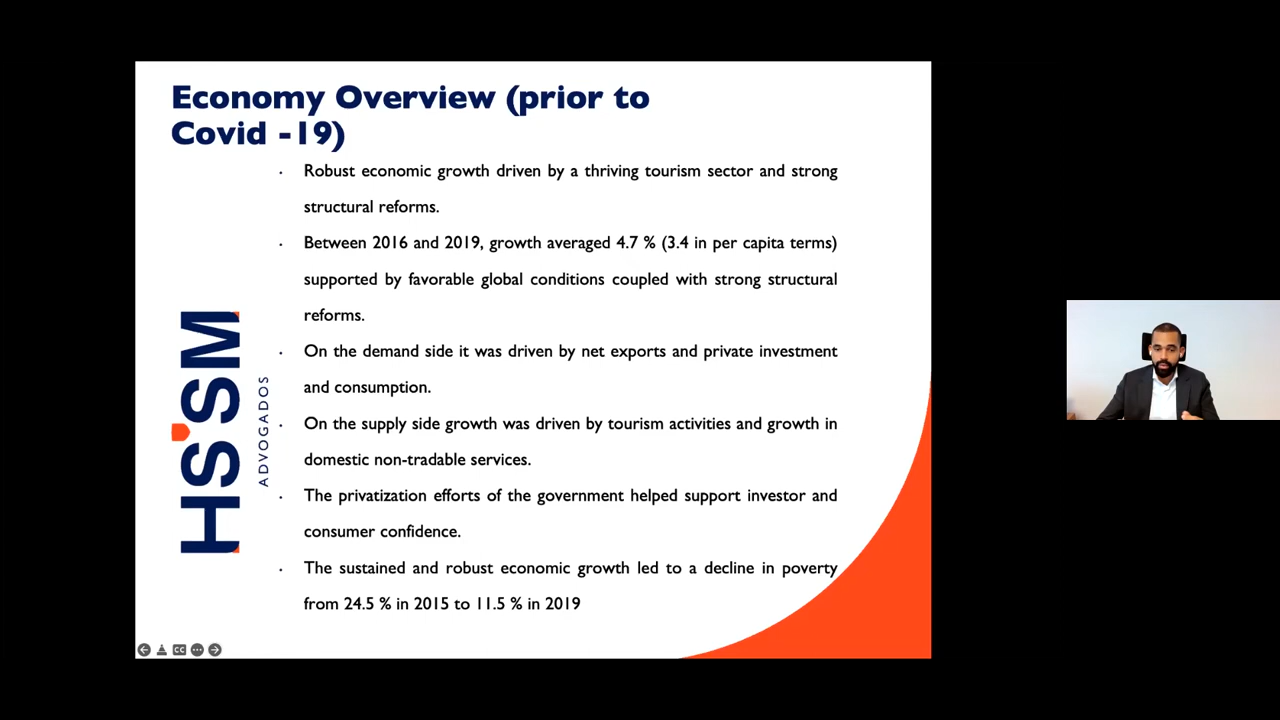 Economy Overview (prior to
Covid -19)
• Robust economic growth driven by a thriving tourism sector and strong
structural reforms.
• Between 2016 and 2019, growth averaged 4.7 % (3.4 in per capita terms)
supported by favorable global conditions coupled with strong structural
reforms.
• On the demand side it was driven by net exports and private investment
and consumption.
• On the supply side growth was driven by tourism activities and growth in
domestic non-tradable services.
• The privatization efforts of the government helped support investor and
consumer confidence.
• The sustained and robust economic growth led to a decline in poverty
from 24.5 % in 2015 to 11.5 % in 2019
HS'SM
ADVOGADOS
CC